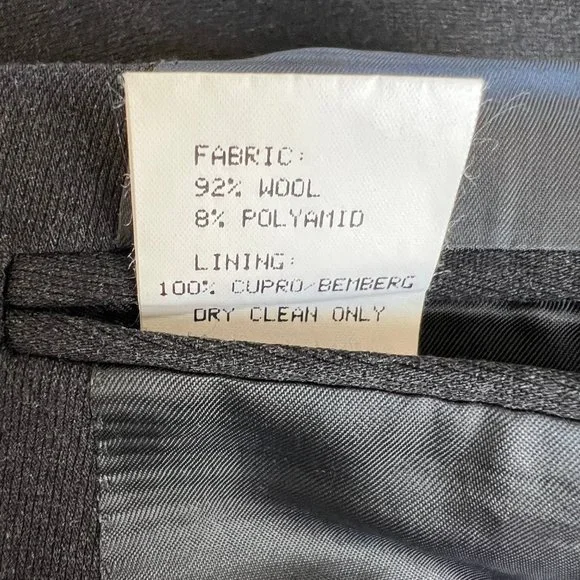 FABRIC:
92% WOOL
8% POLYAMID
LINING:
100% CUPRO/BEMBERG
DRY CLEAN ONLY